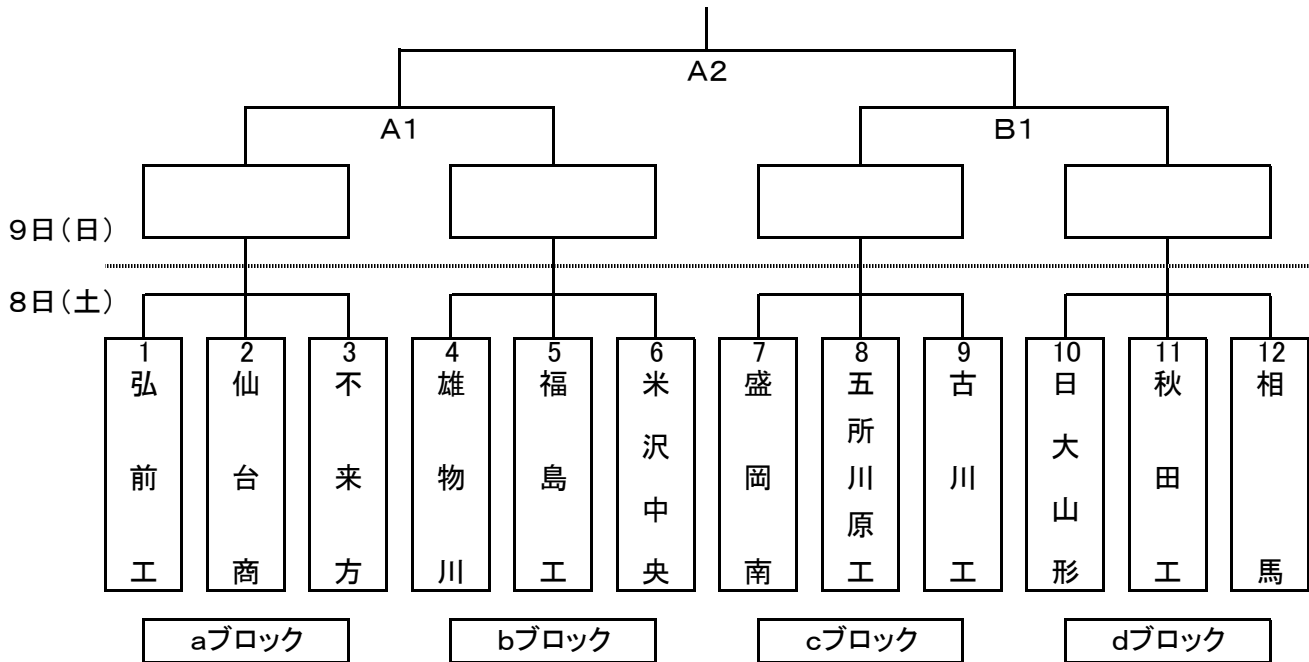 A2
A1
B1
9日(日)
8日(土)
1
弘前工
2
仙台商
3
不来方
4
雄物川
5
福島工
6
米沢中央
7
盛岡南
8
五所川原工
9
古川工
10
日大山形
11
秋田工
12
相馬
aブロック
bブロック
cブロック
dブロック